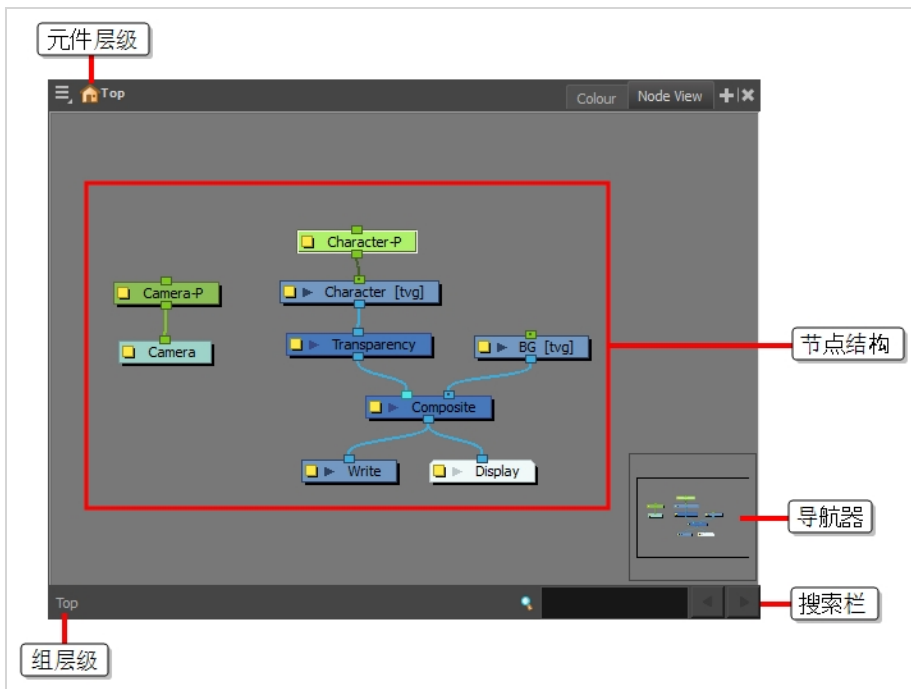 元件层级
Top
Colour
Node View
Character-P
Camera-P
Character [tvg]
Camera
Transparency
BG [tvg]
节点结构
Composite
Write
Display
导航器
Top
搜索栏
组层级